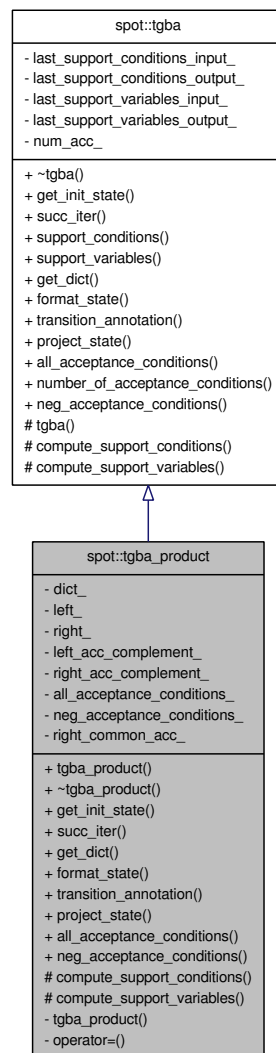 spot::tgba
- last_support_conditions_input_
- last_support_conditions_output_
- last_support_variables_input_
- last_support_variables_output_
- num_acc_
+ ~tgba()
+ get_init_state()
+ succ_iter()
+ support_conditions()
+ support_variables()
+ get_dict()
+ format_state()
+ transition_annotation()
+ project_state()
+ all_acceptance_conditions()
+ number_of_acceptance_conditions()
+ neg_acceptance_conditions()
# tgba()
# compute_support_conditions()
# compute_support_variables()
spot::tgba_product
- dict_
- left_
- right_
- left_acc_complement_
- right_acc_complement_
- all_acceptance_conditions_
- neg_acceptance_conditions_
- right_common_acc_
+ tgba_product()
+ ~tgba_product()
+ get_init_state()
+ succ_iter()
+ get_dict()
+ format_state()
+ transition_annotation()
+ project_state()
+ all_acceptance_conditions()
+ neg_acceptance_conditions()
# compute_support_conditions()
# compute_support_variables()
- tgba_product()
- operator=()